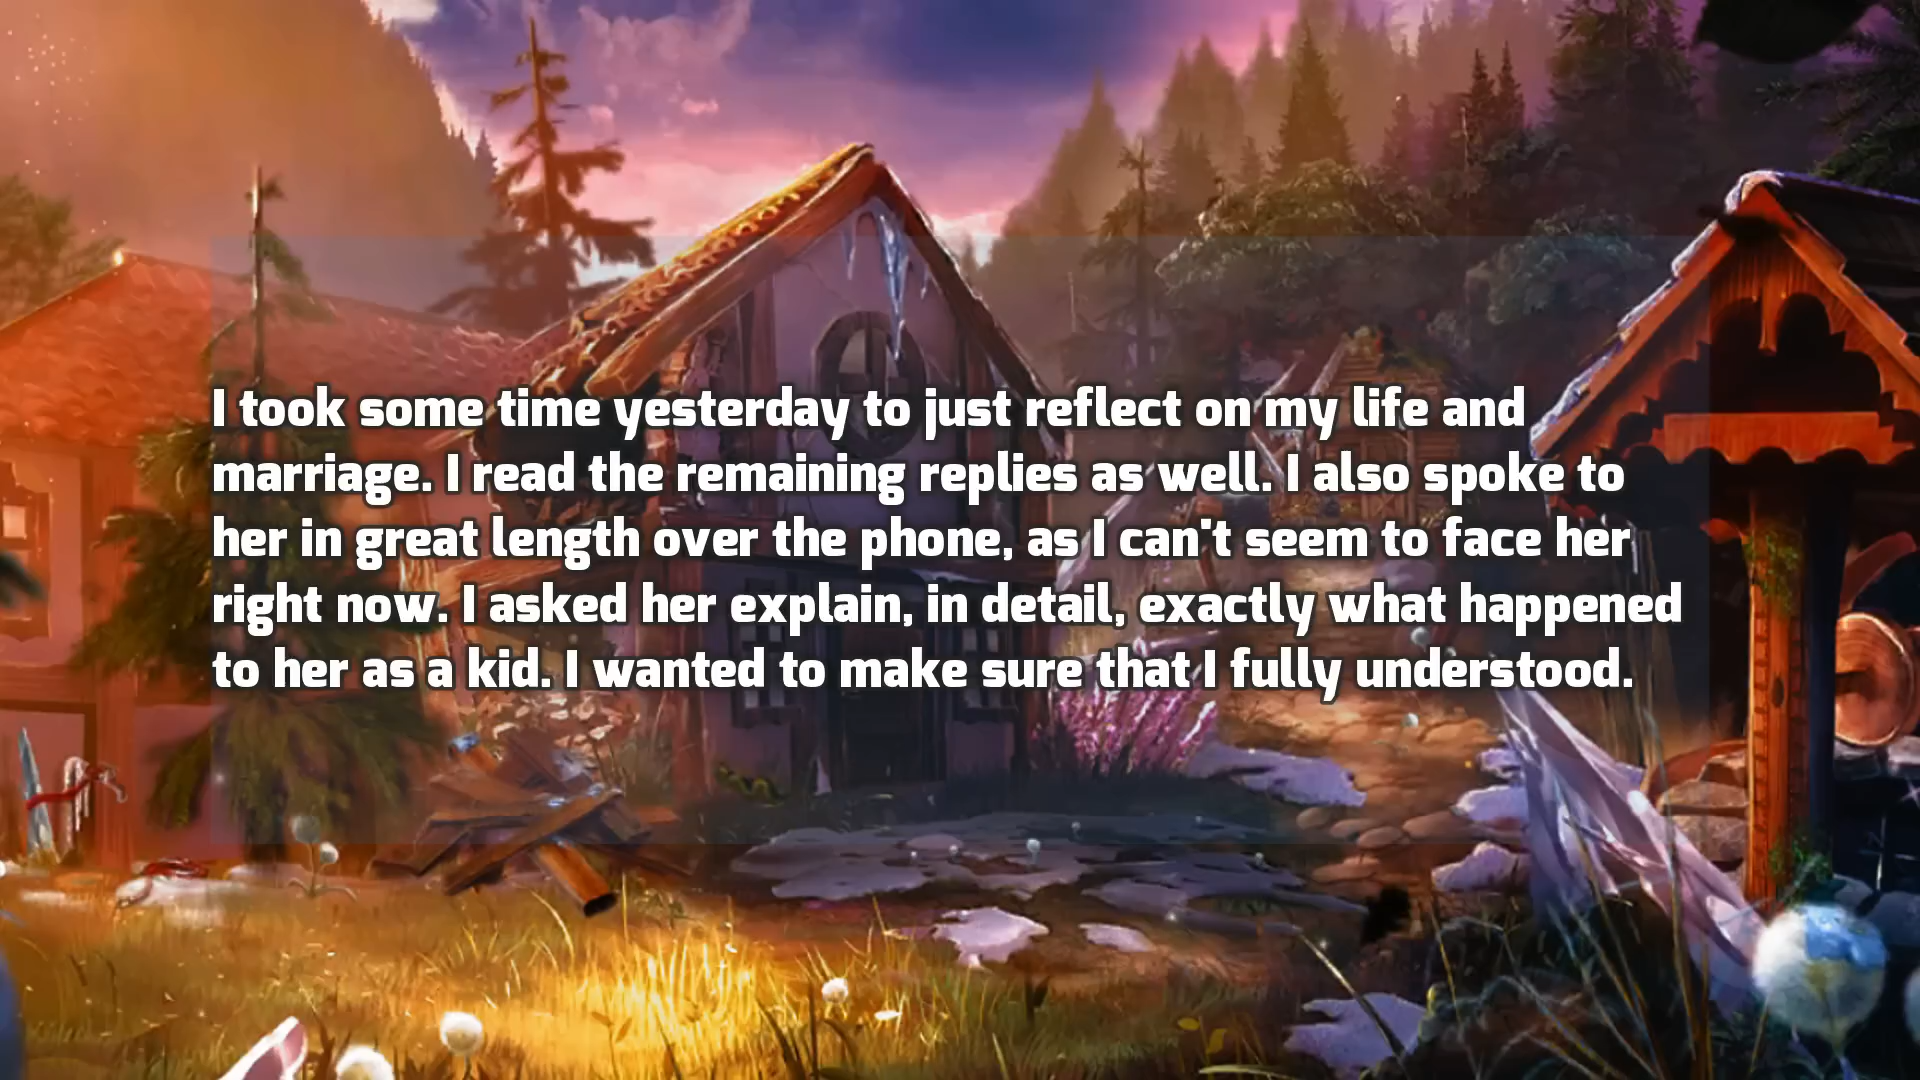 I took some time yesterday to just reflect on my life and
marriage. I read the remaining replies as well. I also spoke to
her in great length over the phone, as I can't seem to face her
right now. I asked her explain, in detail, exactly what happened
to her as a kid. I wanted to make sure that I fully understood.